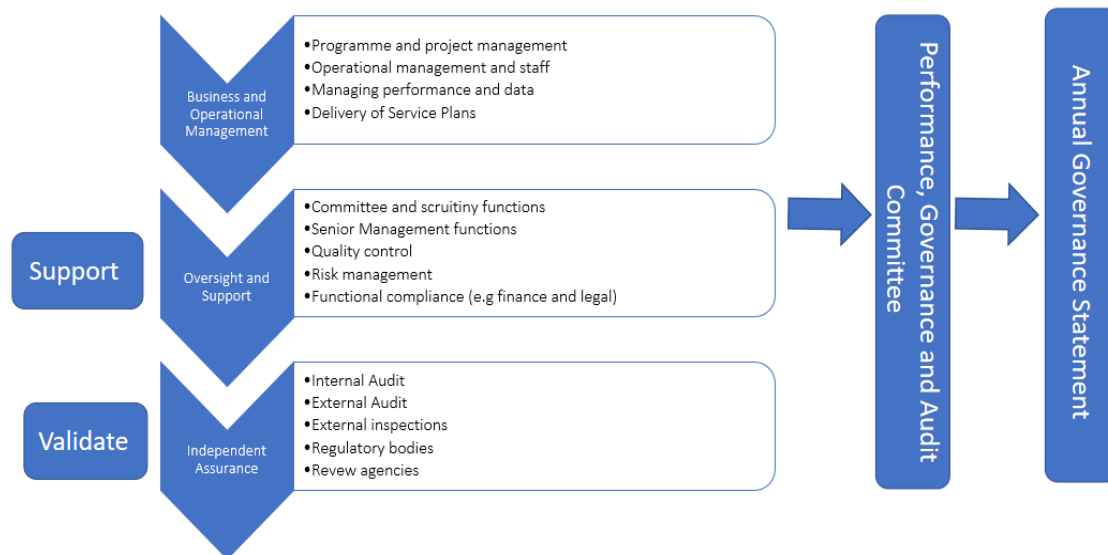 Business and
Operational
Management
•Programme and project management
•Operational management and staff
•Managing performance and data
•Delivery of Service Plans
Support
Oversight and
Support
•Committee and scrutiny functions
•Senior Management functions
•Quality control
•Risk management
•Functional compliance (e.g finance and legal)
Validate
Independent
Assurance
•Internal Audit
•External Audit
•External inspections
•Regulatory bodies
•Revew agencies
Performance, Governance and Audit
Committee
Annual Governance Statement